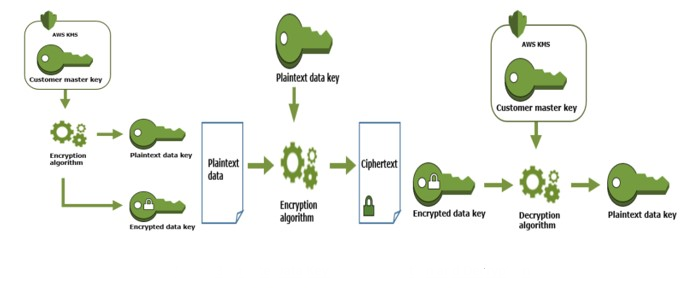 AWS KMS
Customer master key
Encryption
algorithm
Plaintext data key
Encrypted data key
Plaintext data key
Plaintext
data
Encryption
algorithm
Ciphertext
AWS KMS
Customer master key
Encrypted data key
Decryption
algorithm
Plaintext data key